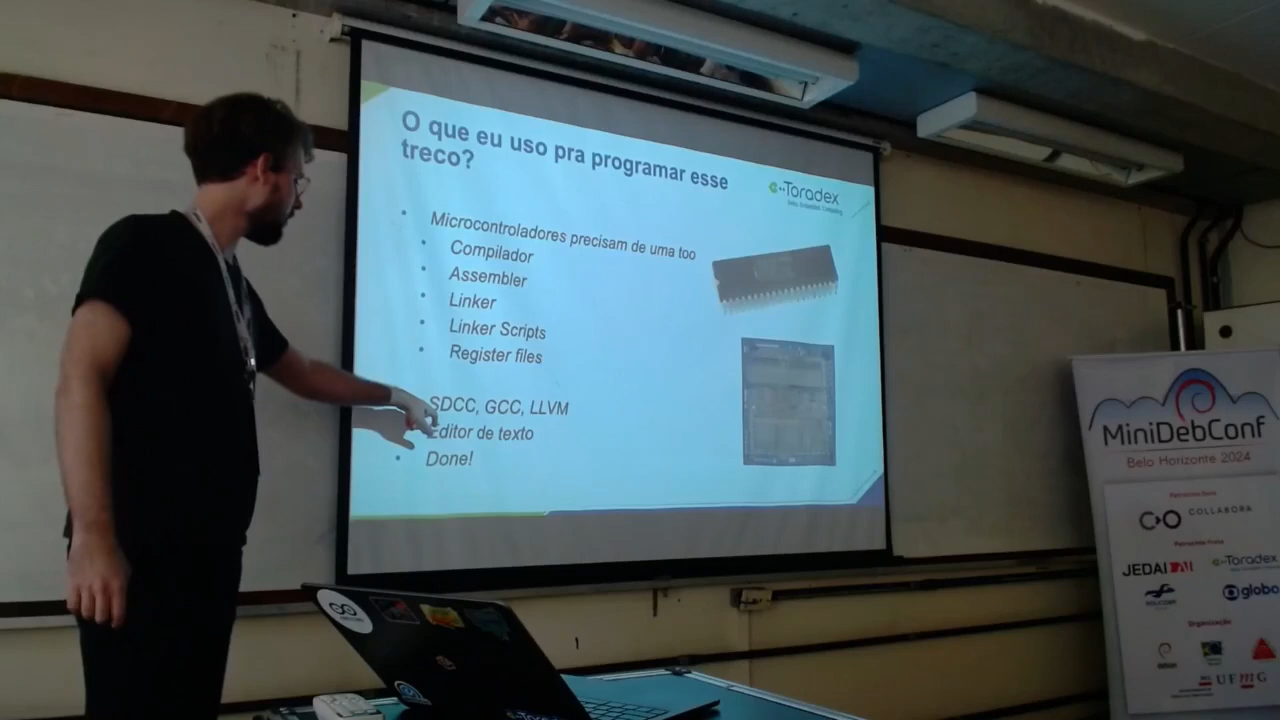 O que eu uso pra programar esse
treco?
Toradex
Microcontroladores precisam de uma too
Compilador
Assembler
Linker
Linker Scripts
Register files
SDCC, GCC, LLVM
Editor de texto
Done!
MiniDebConf
Belo Horizonte 2024
COLLABORA
JEDAI
Toradex
globo
Organização
UFMG